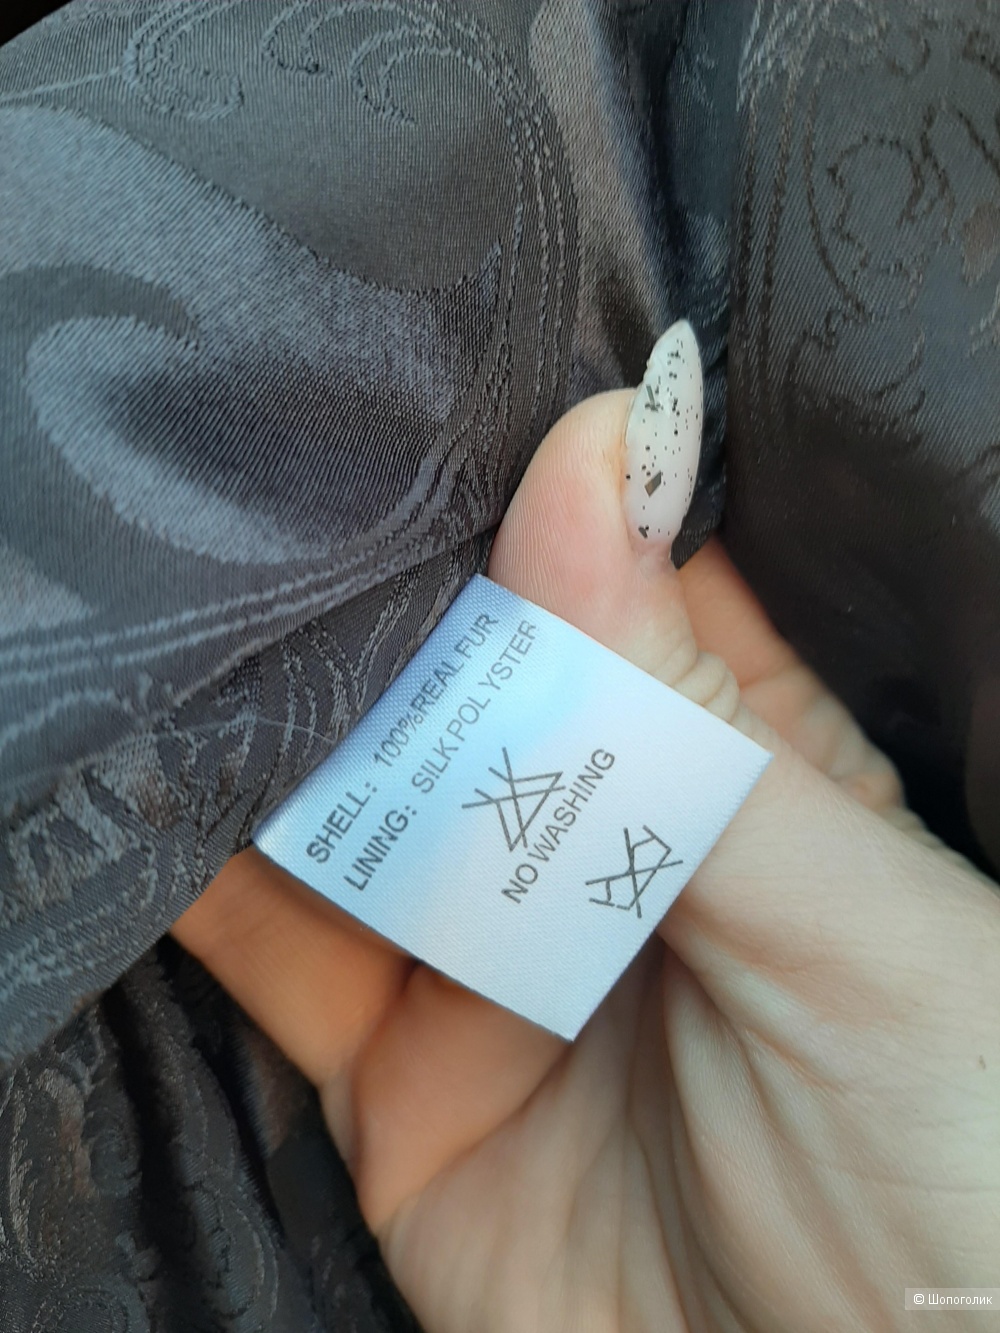 SHELL: 100%REAL FUR
LINING: SILK POLYSTER
NO WASHING
© Шопоголик